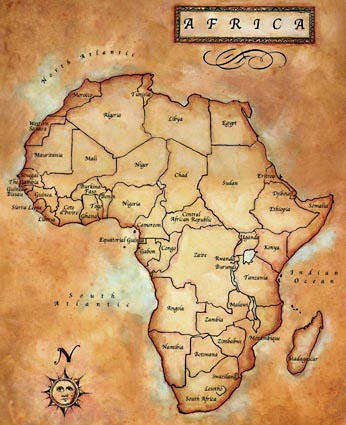 AFRICA
North Atlantic
Tunisia
Morocco
Algeria
Libya
Egypt
Western
Sahara
Mauritania
Mali
Niger
Chad
Sudan
Eritrea
Senegal
The Gambia
Guinea-
Bissau
Guinea
Burkina-
Faso
Benin
Nigeria
Djibouti
Somalia
Ethiopia
Sierra Leone
Liberia
Cote
d'Ivoire
Togo
Ghana
Central
African Republic
Cameroon
Equatorial Guinea
Gabon
Congo
Zaire
Uganda
Kenya
Rwanda
Burundi
Tanzania
Indian
Ocean
South
Atlantic
Angola
Malawi
Zambia
Mozambique
Zimbabwe
Namibia
Botswana
Madagascar
Swaziland
Lesotho
South Africa
N